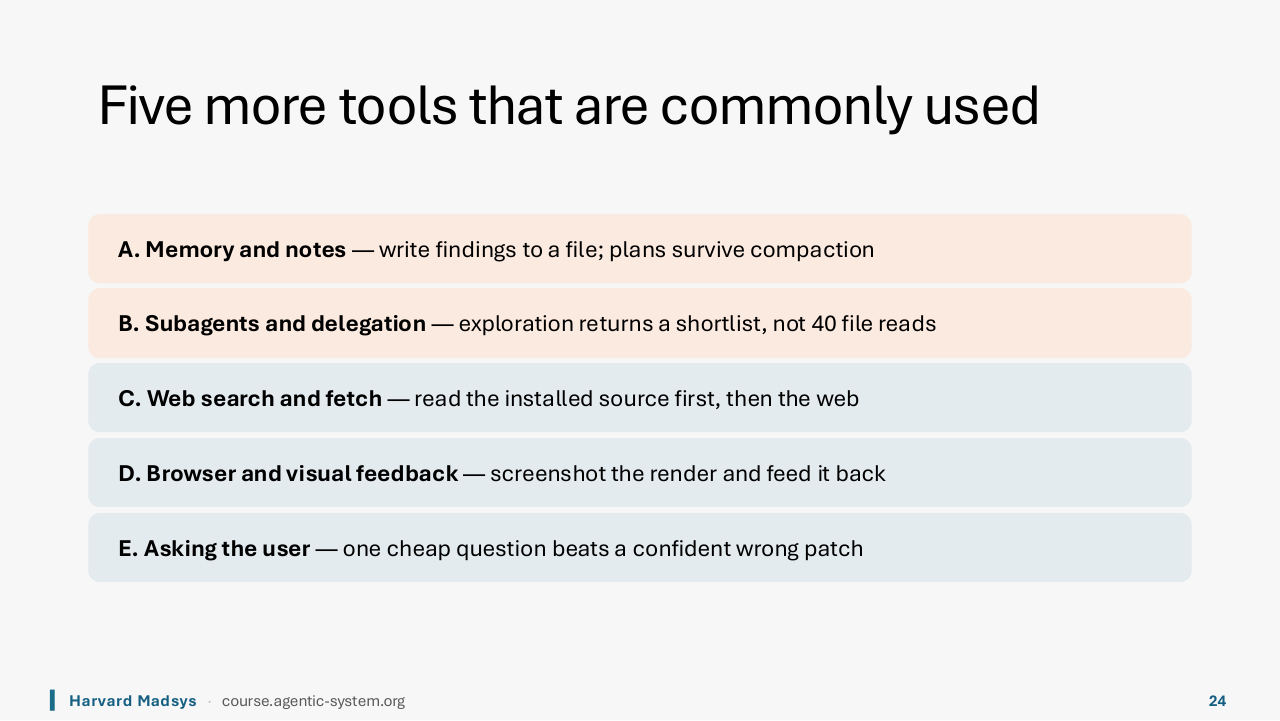 Five more tools that are commonly used
A. Memory and notes — write findings to a file; plans survive compaction
B. Subagents and delegation — exploration returns a shortlist, not 40 file reads
C. Web search and fetch — read the installed source first, then the web
D. Browser and visual feedback — screenshot the render and feed it back
E. Asking the user — one cheap question beats a confident wrong patch
Harvard Madsys · course.agentic-system.org
24